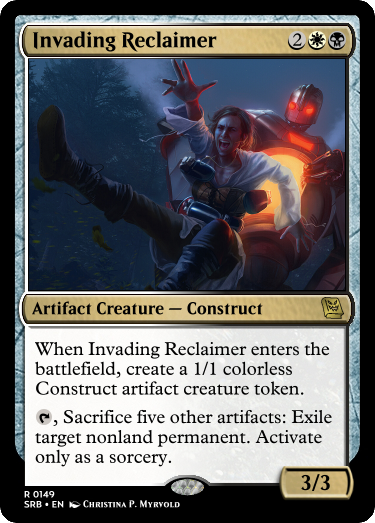 Invading Reclaimer 2
Artifact Creature — Construct
When Invading Reclaimer enters the
battlefield, create a 1/1 colorless
Construct artifact creature token.
, Sacrifice five other artifacts: Exile
target nonland permanent. Activate
only as a sorcery.
3/3
R 0149
SRB • EN Christina P. Myrvold